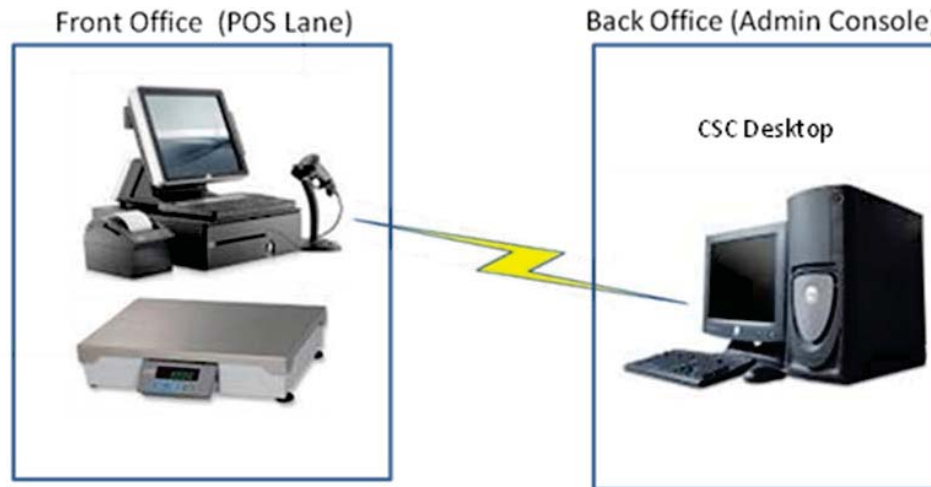 Front Office  (POS Lane)
Back Office (Admin Console)
CSC Desktop